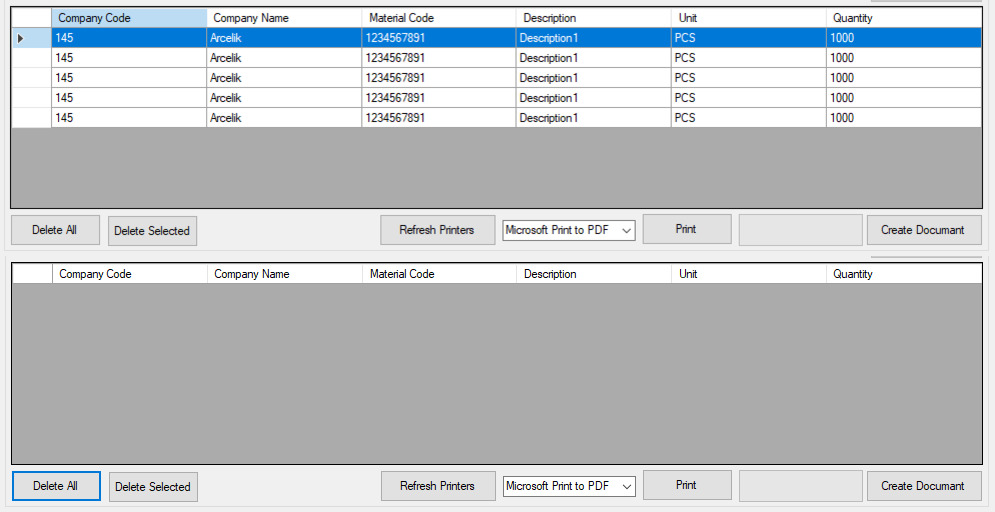 Company Code Company Name Material Code Description Unit Quantity
145 Arcelik 1234567891 Description1 PCS 1000
145 Arcelik 1234567891 Description1 PCS 1000
145 Arcelik 1234567891 Description1 PCS 1000
145 Arcelik 1234567891 Description1 PCS 1000
145 Arcelik 1234567891 Description1 PCS 1000
Delete All Delete Selected Refresh Printers Microsoft Print to PDF Print Create Documant
Company Code Company Name Material Code Description Unit Quantity
Delete All Delete Selected Refresh Printers Microsoft Print to PDF Print Create Documant